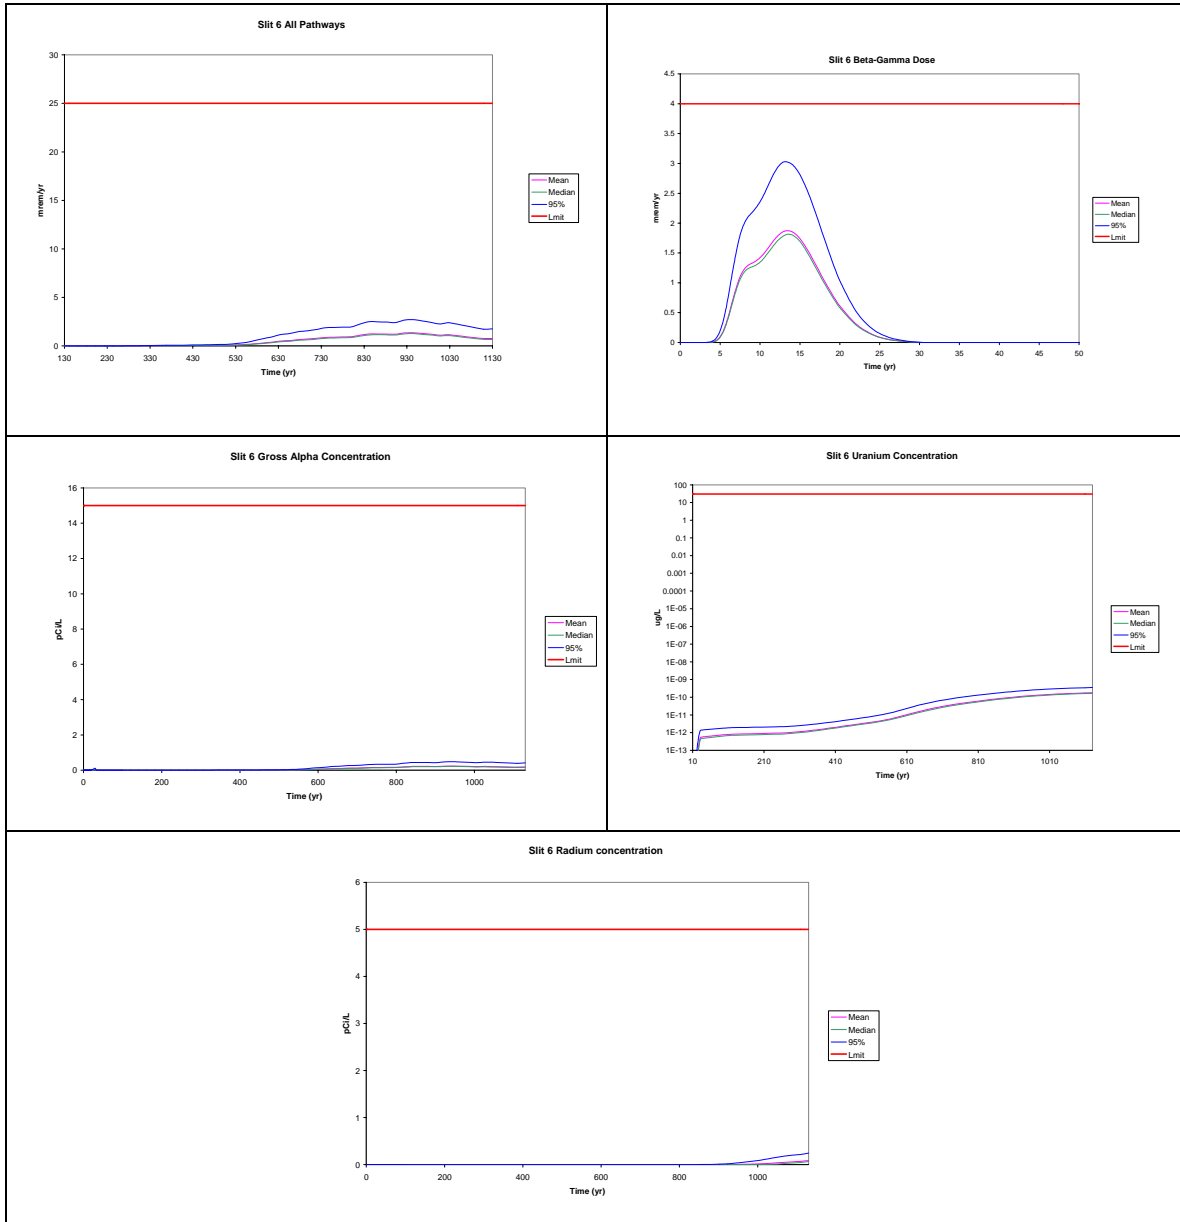 Slit 6 All Pathways
30
25
20
15
10
5
0
mrem/yr
130 230 330 430 530 630 730 830 930 1030 1130
Time (yr)
Mean
Median
95%
Lmit
Slit 6 Beta-Gamma Dose
4.5
4
3.5
3
2.5
2
1.5
1
0.5
0
mrem/yr
0 5 10 15 20 25 30 35 40 45 50
Time (yr)
Mean
Median
95%
Limit
Slit 6 Gross Alpha Concentration
16
14
12
10
8
6
4
2
0
pCi/L
0 200 400 600 800 1000
Time (yr)
Mean
Median
95%
Lmit
Slit 6 Uranium Concentration
100
10
1
0.1
0.01
0.001
0.0001
1E-05
1E-06
1E-07
1E-08
1E-09
1E-10
1E-11
1E-12
1E-13
ug/L
10 210 410 610 810 1010
Time (yr)
Mean
Median
95%
Lmit
Slit 6 Radium concentration
6
5
4
3
2
1
0
pCi/L
0 200 400 600 800 1000
Time (yr)
Mean
Median
95%
Lmit